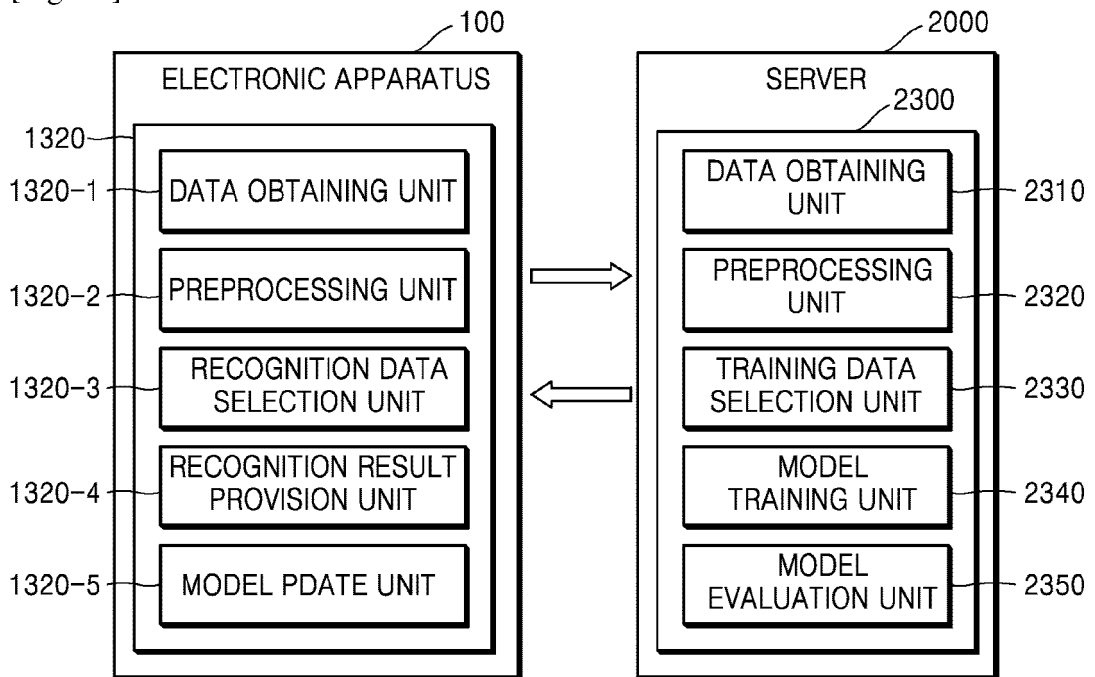 100
2000
ELECTRONIC APPARATUS
SERVER
1320
2300
1320-1
DATA OBTAINING UNIT
1320-2
PREPROCESSING UNIT
1320-3
RECOGNITION DATA
SELECTION UNIT
1320-4
RECOGNITION RESULT
PROVISION UNIT
1320-5
MODEL PDATE UNIT
DATA OBTAINING
UNIT
2310
PREPROCESSING
UNIT
2320
TRAINING DATA
SELECTION UNIT
2330
MODEL
TRAINING UNIT
2340
MODEL
EVALUATION UNIT
2350